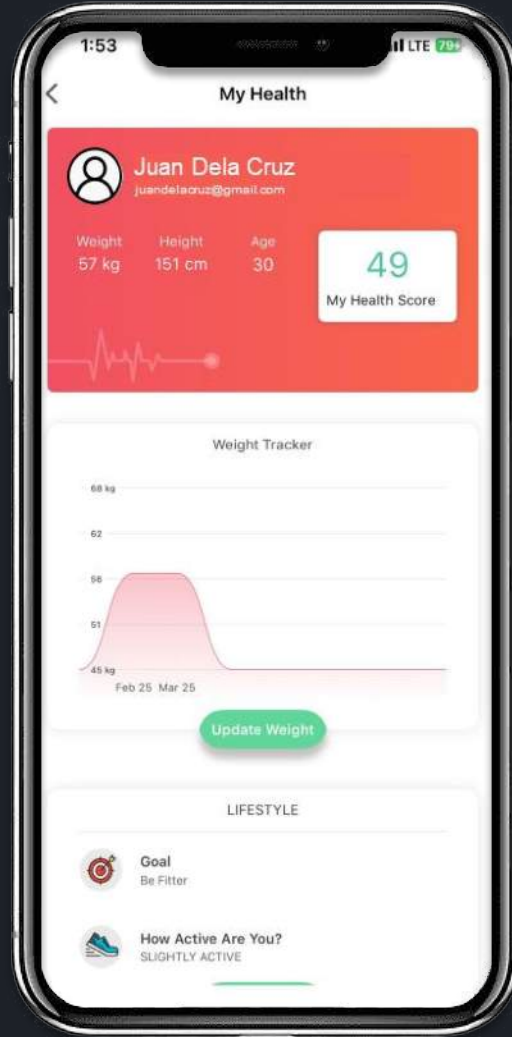 1:53
LTE 79
My Health
Juan Dela Cruz
juandelacruz@gmail.com
Weight Height Age
57 kg 151 cm 30
49
My Health Score
Weight Tracker
68 kg
62
56
51
45 kg
Feb 25 Mar 25
Update Weight
LIFESTYLE
Goal
Be Fitter
How Active Are You?
SLIGHTLY ACTIVE